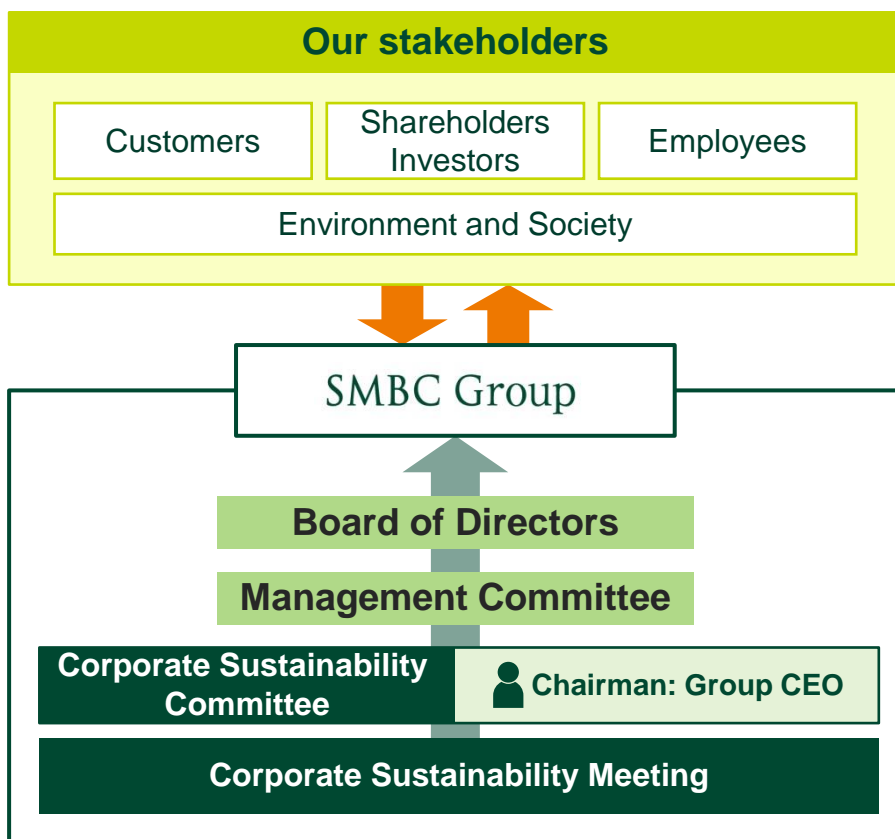 Our stakeholders
Customers
Shareholders
Investors
Employees
Environment and Society
SMBC Group
Board of Directors
Management Committee
Corporate Sustainability
Committee
Chairman: Group CEO
Corporate Sustainability Meeting